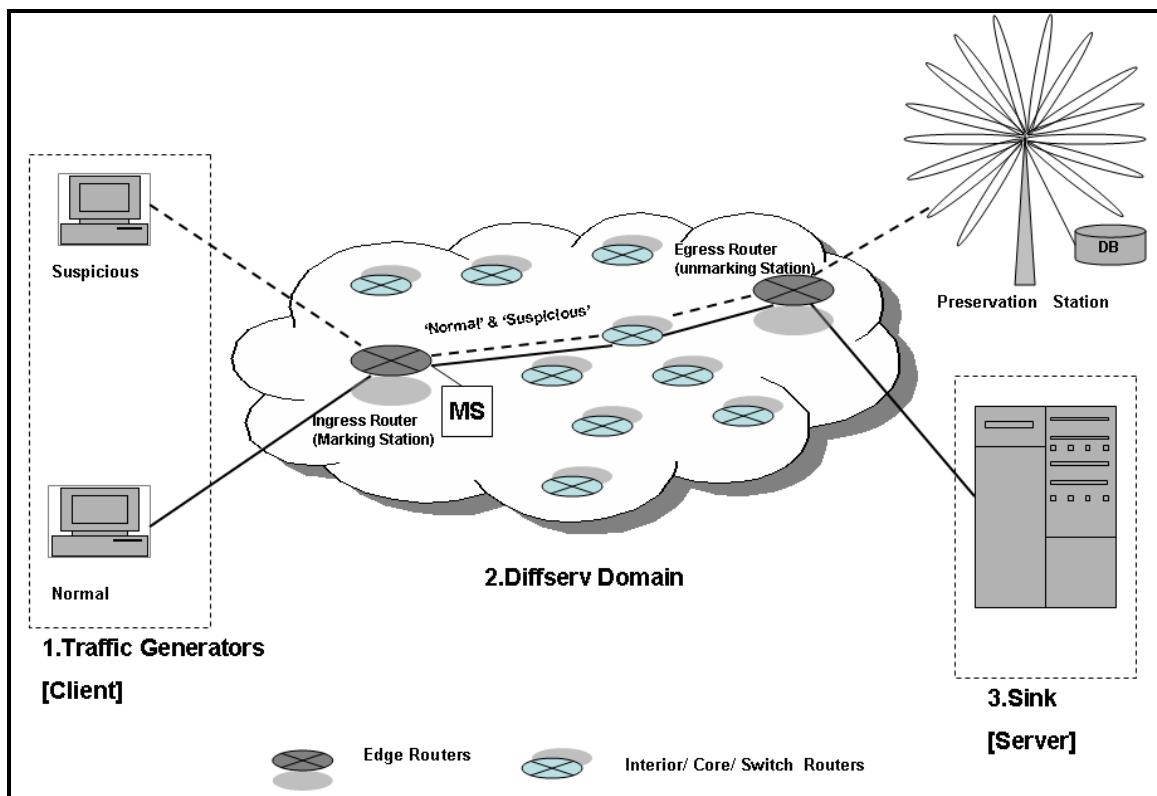 Suspicious
Egress Router
(unmarking Station)
DB
Preservation Station
'Normal' & 'Suspicious'
MS
Ingress Router
(Marking Station)
Normal
2.Diffserv Domain
1.Traffic Generators
[Client]
3.Sink
[Server]
Edge Routers
Interior/ Core/ Switch Routers